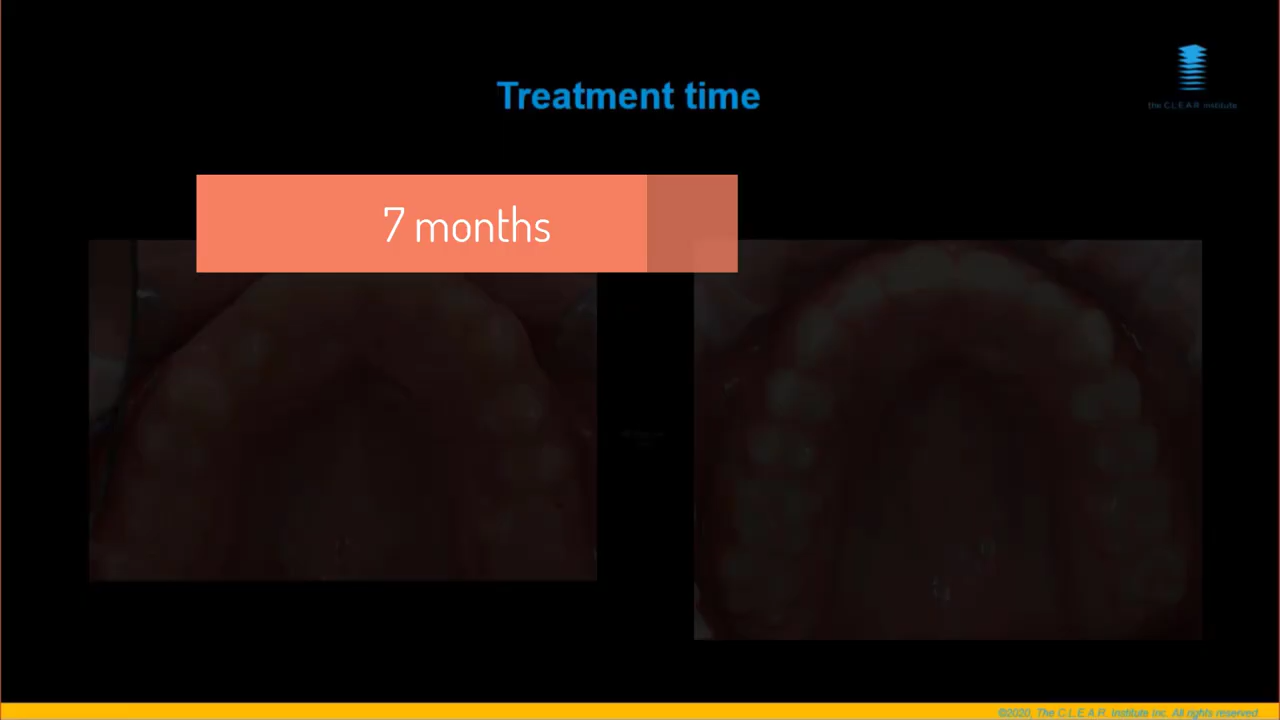 Treatment time
the C.L.E.A.R. institute
7 months
©2020, The C.L.E.A.R. Institute Inc. All rights reserved